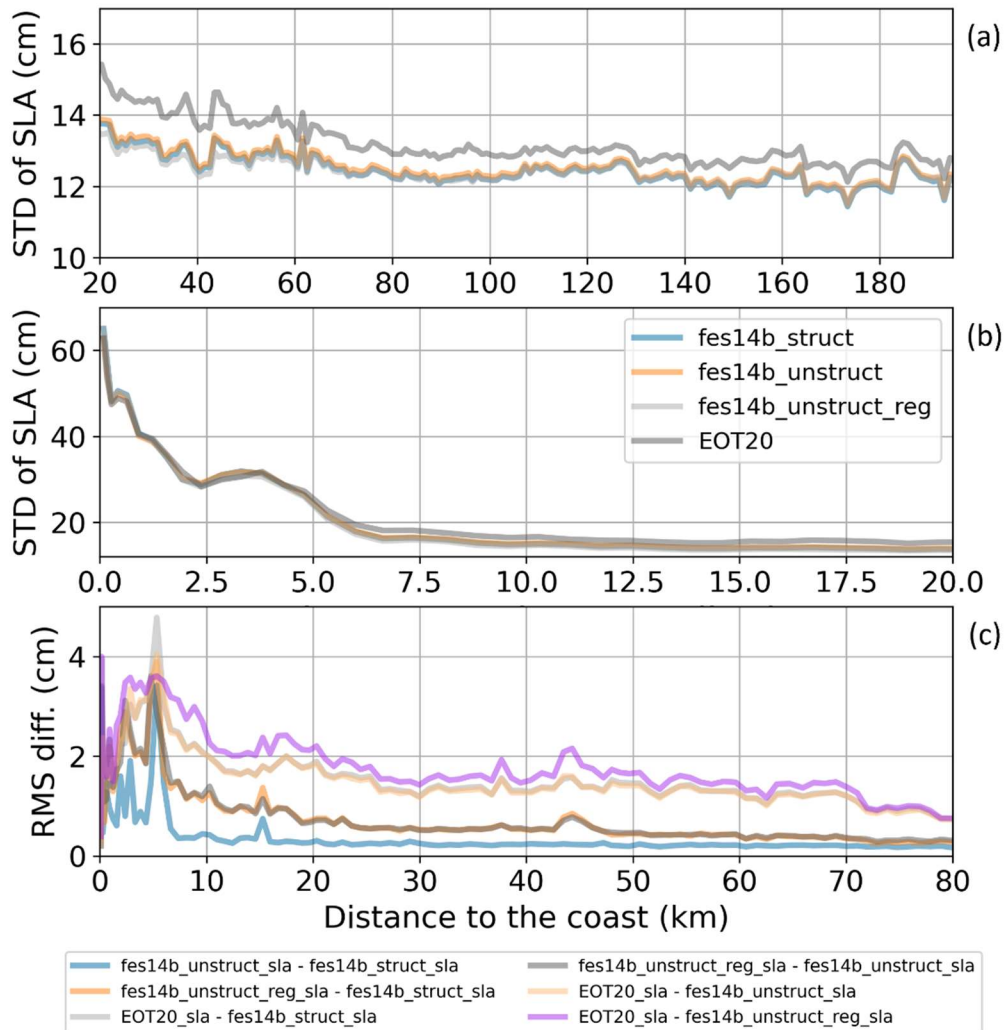 (a)
STD of SLA (cm)
16
14
12
10
20 40 60 80 100 120 140 160 180
(b)
STD of SLA (cm)
60
40
20
fes14b_struct
fes14b_unstruct
fes14b_unstruct_reg
EOT20
0.0 2.5 5.0 7.5 10.0 12.5 15.0 17.5 20.0
(c)
RMS diff. (cm)
4
2
0
0 10 20 30 40 50 60 70 80
Distance to the coast (km)
fes14b_unstruct_sla - fes14b_struct_sla
fes14b_unstruct_reg_sla - fes14b_struct_sla
EOT20_sla - fes14b_struct_sla
fes14b_unstruct_reg_sla - fes14b_unstruct_sla
EOT20_sla - fes14b_unstruct_sla
EOT20_sla - fes14b_unstruct_reg_sla